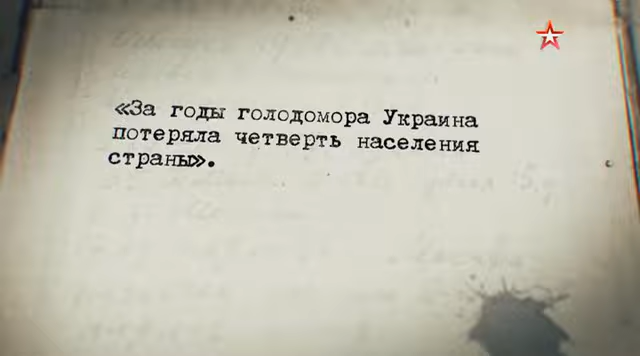 «За годы голодомора Украина
потеряла четверть населения
страны».